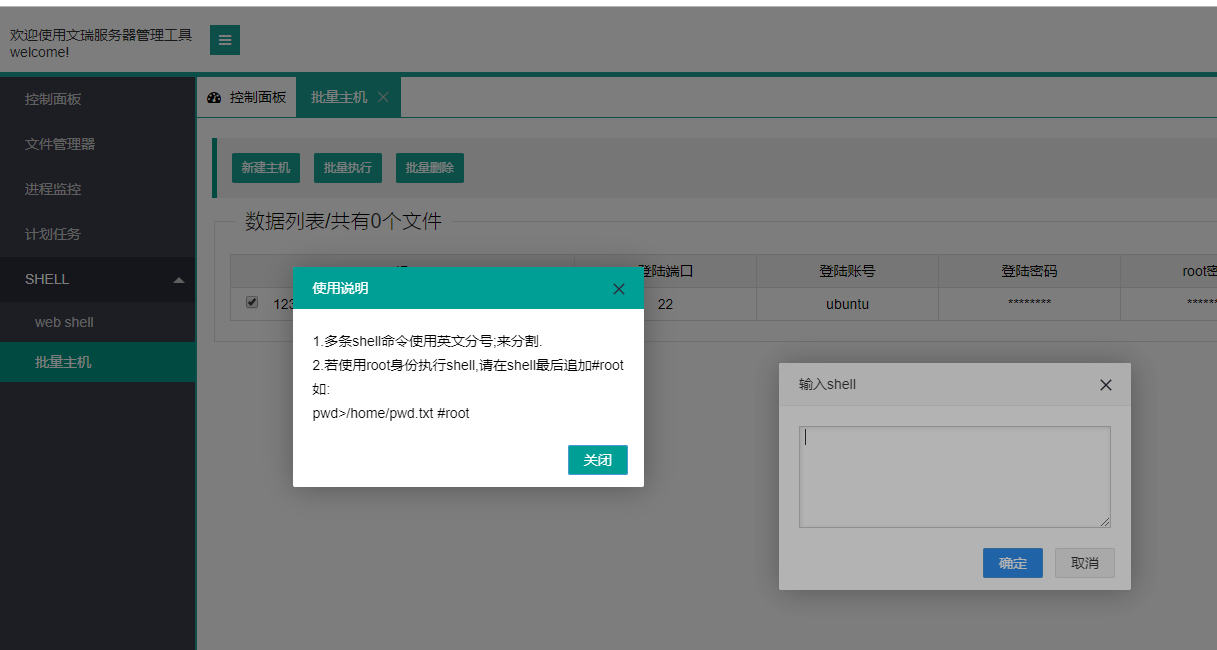 欢迎使用文瑞服务器管理工具
welcome!
控制面板
文件管理器
进程监控
计划任务
SHELL
web shell
批量主机
控制面板
批量主机
新建主机
批量执行
批量删除
数据列表/共有0个文件
登陆端口
登陆账号
登陆密码
root密
123
22
ubuntu
********
******
使用说明
1.多条shell命令使用英文分号;来分割.
2.若使用root身份执行shell,请在shell最后追加#root
如:
pwd>/home/pwd.txt #root
关闭
输入shell
确定
取消